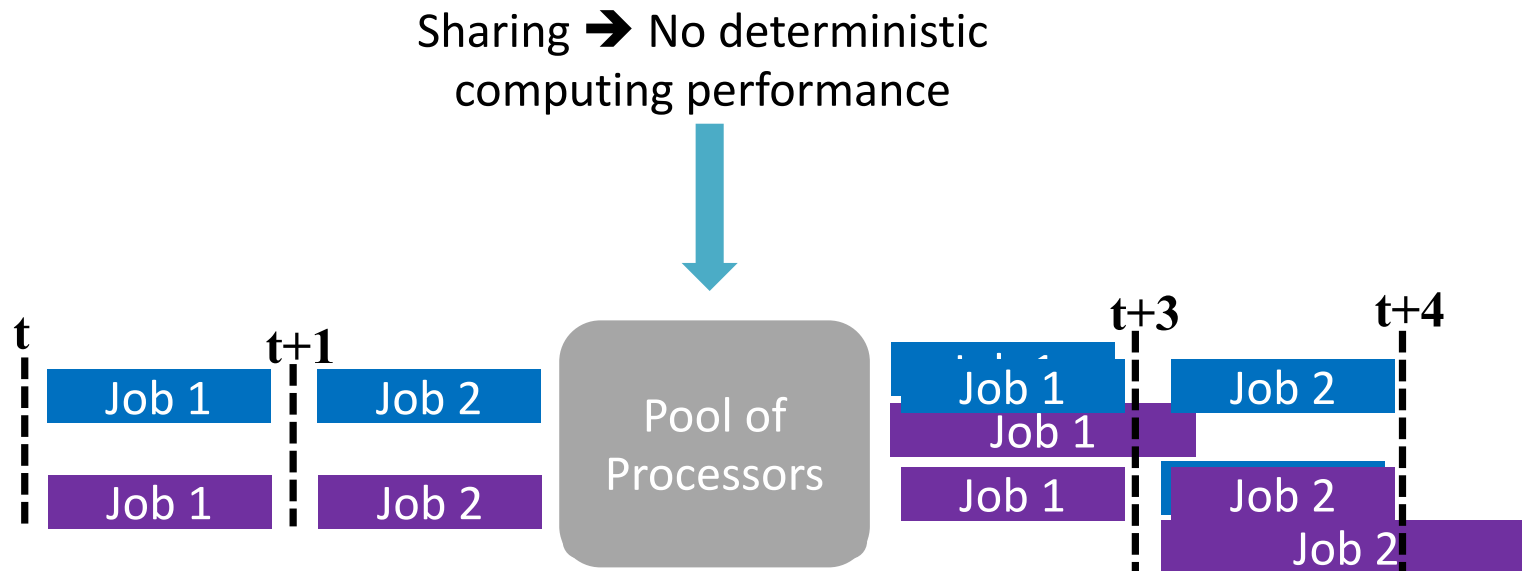 Sharing ➔ No deterministic
computing performance
t
t+1
t+3
t+4
Job 1
Job 2
Job 1
Job 2
Pool of
Processors
Job 1
Job 2
Job 1
Job 1
Job 2
Job 2